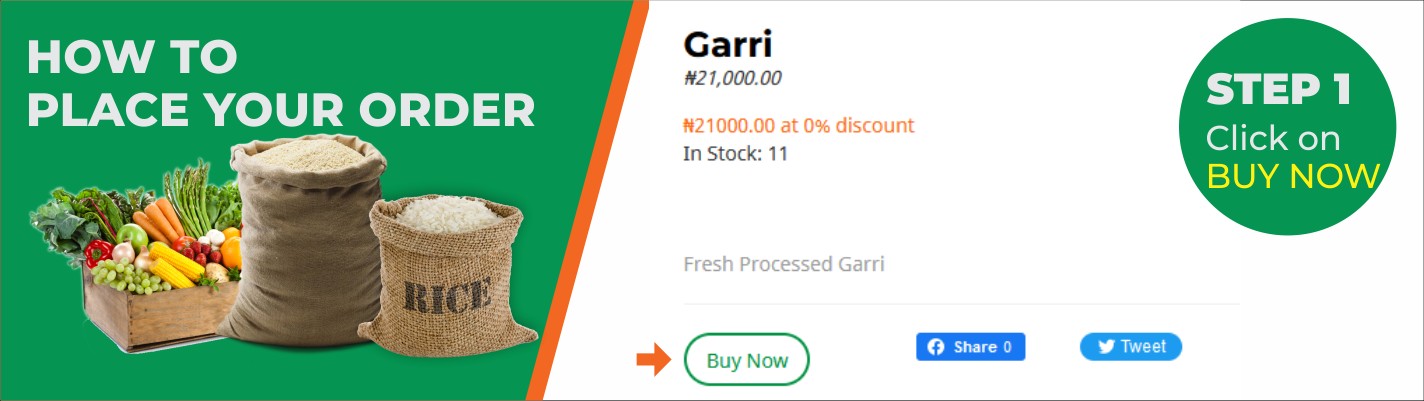 HOW TO
PLACE YOUR ORDER
RICE
Garri
₦21,000.00
₦21000.00 at 0% discount
In Stock: 11
Fresh Processed Garri
Buy Now
Share 0
Tweet
STEP 1
Click on
BUY NOW